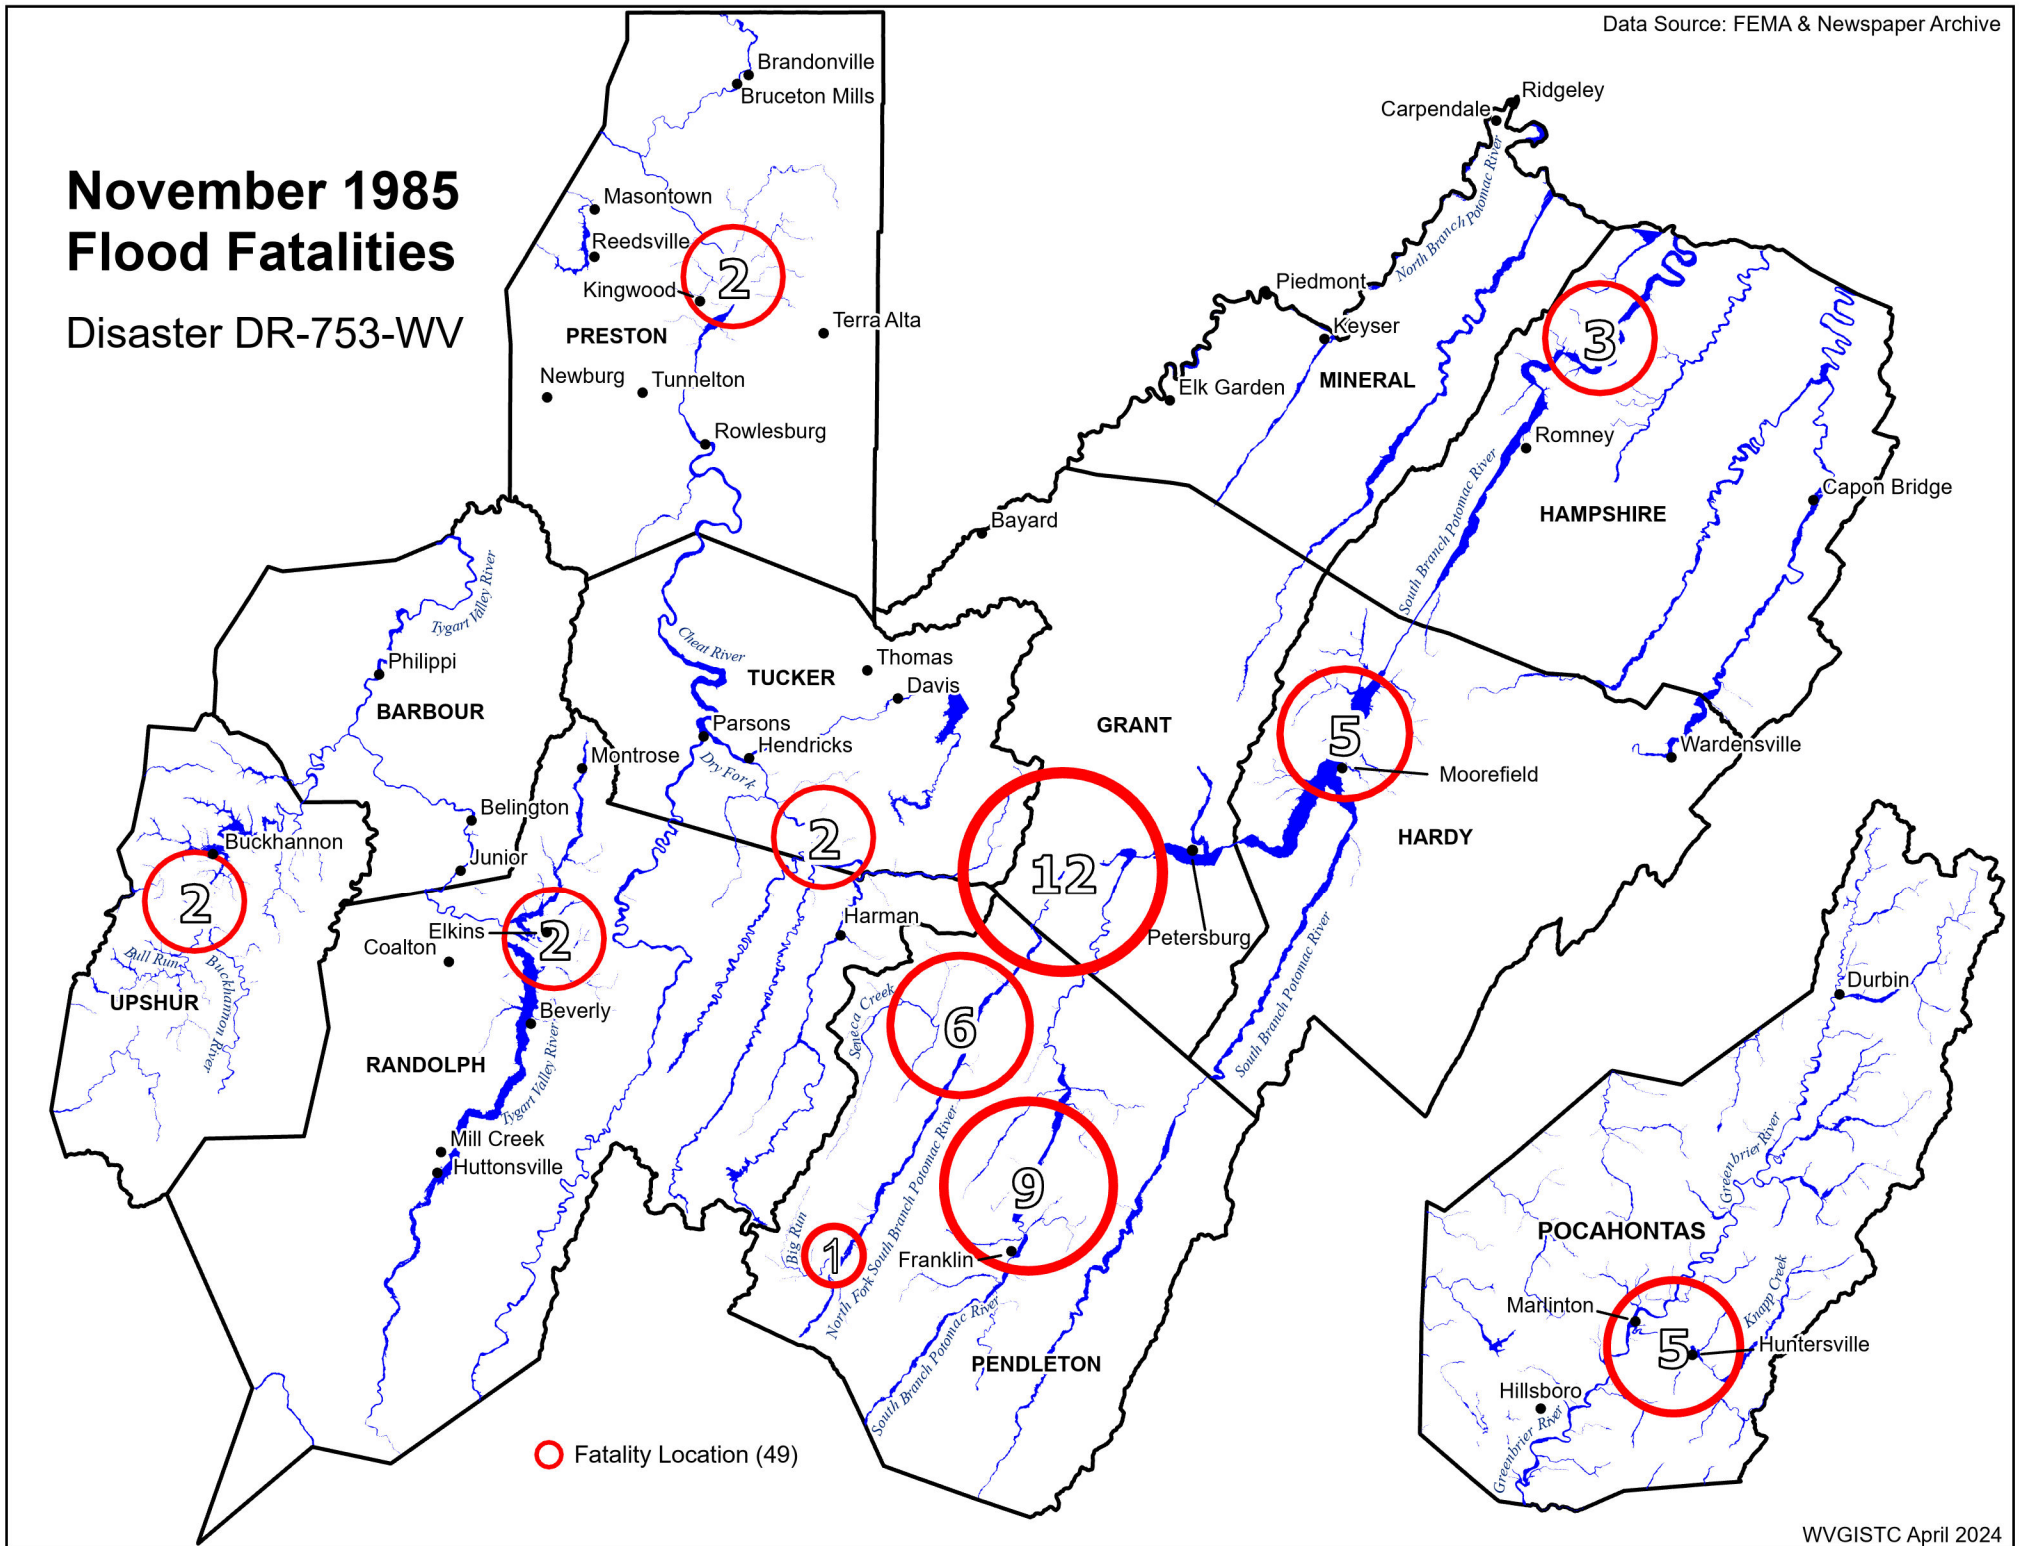 Data Source: FEMA & Newspaper Archive
November 1985
Flood Fatalities
Disaster DR-753-WV
Brandonville
Bruceton Mills
Masontown
Reedsville
2
Kingwood
PRESTON
Terra Alta
Newburg
Tunnelton
Rowlesburg
Ridgeley
Carpendale
North Branch Potomac River
Piedmont
Keyser
Elk Garden
MINERAL
3
Romney
South Branch Potomac River
HAMPSHIRE
Capon Bridge
Bayard
Tygart Valley River
Philippi
BARBOUR
Cheat River
TUCKER
Thomas
Davis
Parsons
Hendricks
Dry Fork
Montrose
GRANT
5
Moorefield
Wardensville
HARDY
Belington
Junior
Buckhannon
2
Bull Run
Buckhannon River
UPSHUR
2
12
Petersburg
South Branch Potomac River
Harman
Elkins
2
Coalton
Beverly
RANDOLPH
Tygart Valley River
Mill Creek
Huttonsville
Seneca Creek
6
9
North Fork South Branch Potomac River
Big Run
1
Franklin
South Branch Potomac River
PENDLETON
Durbin
Greenbrier River
POCAHONTAS
Knapp Creek
Marlinton
5
Huntersville
Hillsboro
Greenbrier River
Fatality Location (49)
WVGISTC April 2024